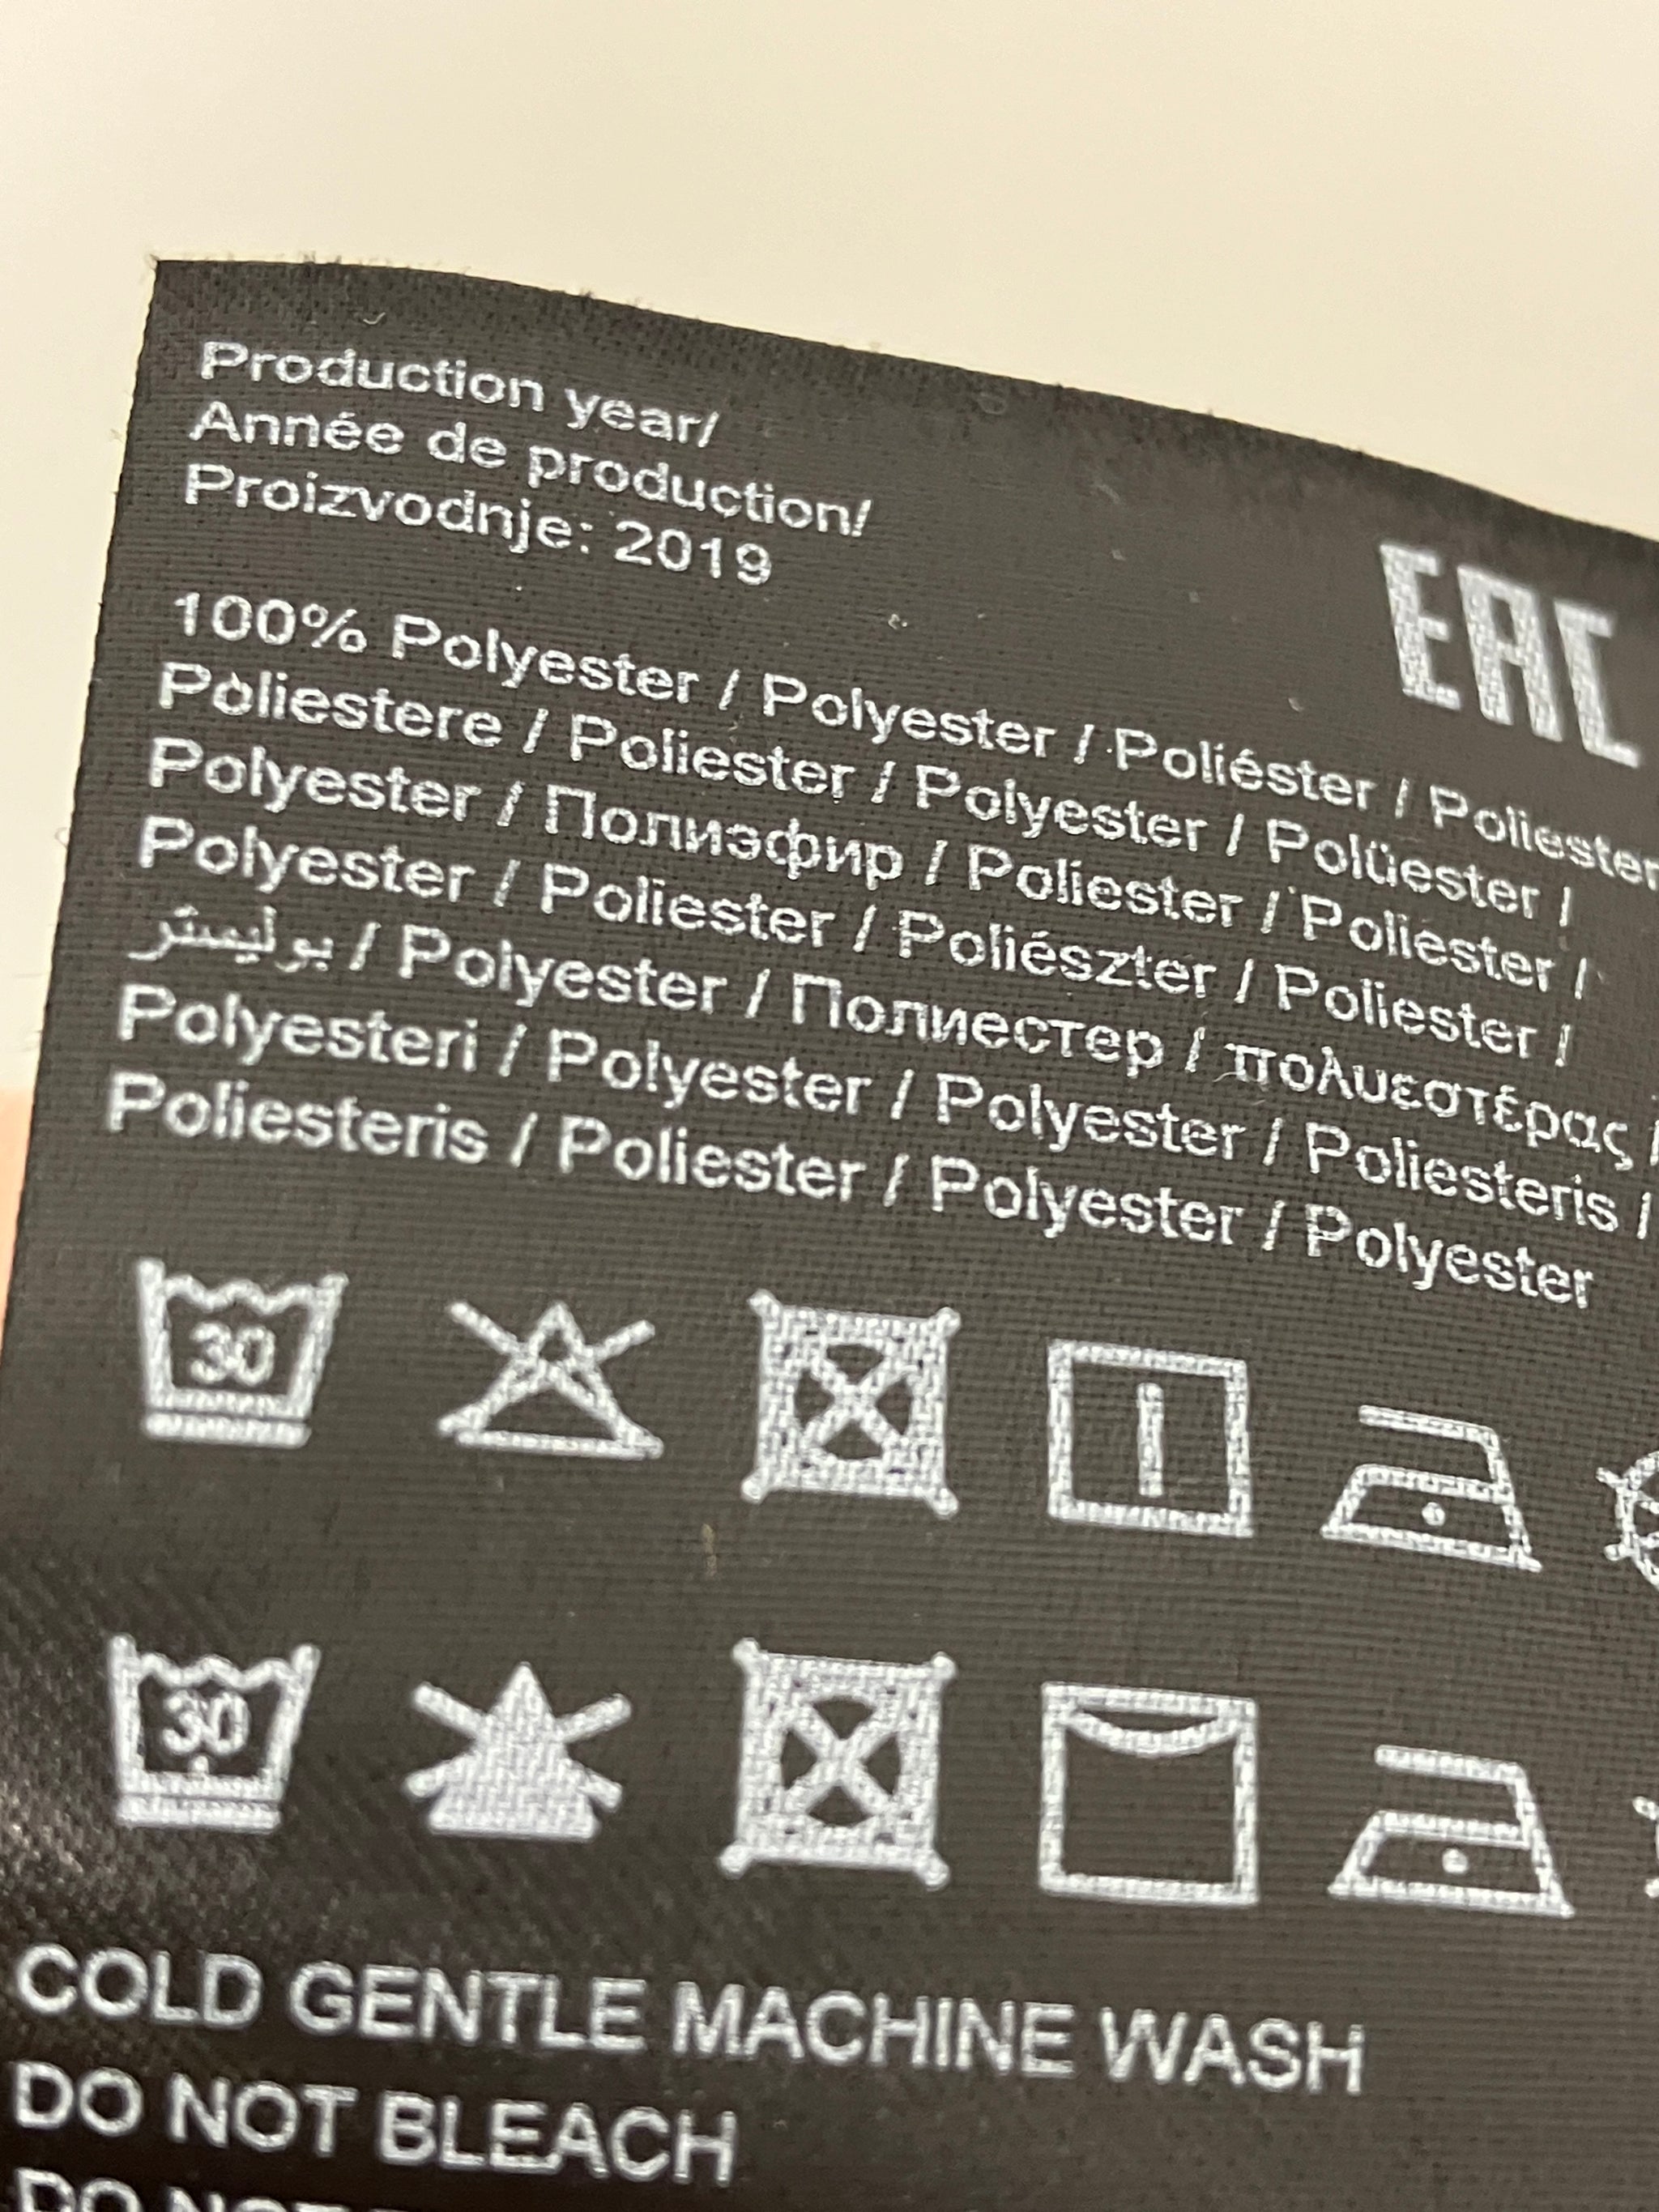 Production year/
Année de production/
Proizvodnje: 2019
EAC
100% Polyester / Polyester / Poliéster / Poliester
Poliestere / Poliester / Polyester / Polüester /
Polyester / Полиэфир / Poliester / Poliester /
Polyester / Poliester / Poliészter / Poliester /
بوليستر / Polyester / Полиестер / πολυεστέρας /
Polyesteri / Polyester / Polyester / Poliesteris /
Poliesteris / Poliester / Polyester / Polyester
30
30
COLD GENTLE MACHINE WASH
DO NOT BLEACH
DO NOT